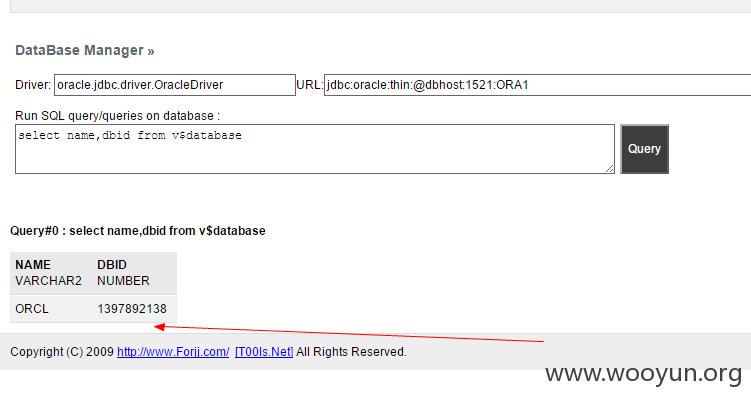 DataBase Manager »
Driver: oracle.jdbc.driver.OracleDriver URL: jdbc:oracle:thin:@dbhost:1521:ORA1
Run SQL query/queries on database :
select name,dbid from v$database
Query
Query#0 : select name,dbid from v$database
NAME DBID
VARCHAR2 NUMBER
ORCL 1397892138
Copyright (C) 2009 http://www.Forjj.com/ [T00ls.Net] All Rights Reserved.
www.wooyun.org